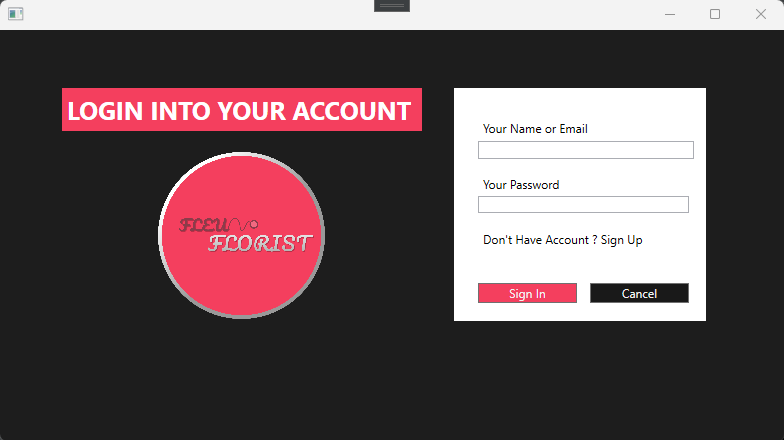 LOGIN INTO YOUR ACCOUNT
FLEU
FLORIST
Your Name or Email
Your Password
Don't Have Account ? Sign Up
Sign In
Cancel